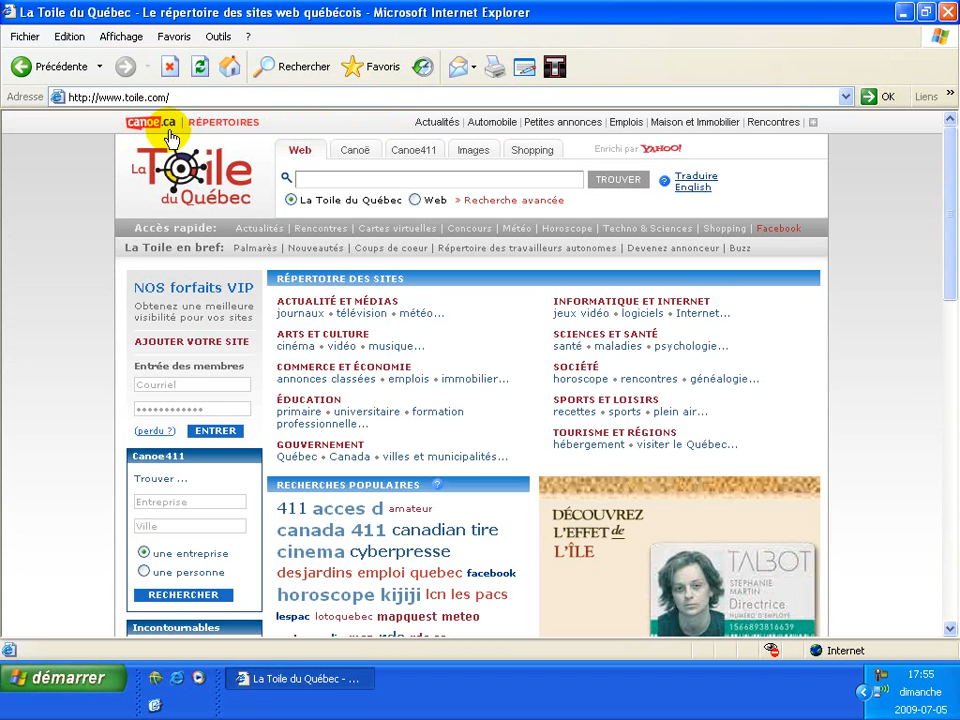 La Toile du Québec - Le répertoire des sites web québécois - Microsoft Internet Explorer
Fichier Edition Affichage Favoris Outils ?
Précédente Rechercher Favoris
Adresse http://www.toile.com/ OK Liens »
canoe.ca | RÉPERTOIRES Actualités | Automobile | Petites annonces | Emplois | Maison et Immobilier | Rencontres |
La Toile du Québec
Web Canoë Canoe411 Images Shopping Enrichi par YAHOO!
TROUVER ? Traduire
English
La Toile du Québec Web » Recherche avancée
Accès rapide: Actualités | Rencontres | Cartes virtuelles | Concours | Météo | Horoscope | Techno & Sciences | Shopping | Facebook
La Toile en bref: Palmarès | Nouveautés | Coups de coeur | Répertoire des travailleurs autonomes | Devenez annonceur | Buzz
NOS forfaits VIP
Obtenez une meilleure
visibilité pour vos sites
AJOUTER VOTRE SITE
Entrée des membres
Courriel
••••••••••••
(perdu ?) ENTRER
Canoe411
Trouver ...
Entreprise
Ville
une entreprise
une personne
RECHERCHER
Incontournables
RÉPERTOIRE DES SITES
ACTUALITÉ ET MÉDIAS
journaux • télévision • météo...
ARTS ET CULTURE
cinéma • vidéo • musique...
COMMERCE ET ÉCONOMIE
annonces classées • emplois • immobilier...
ÉDUCATION
primaire • universitaire • formation
professionnelle...
GOUVERNEMENT
Québec • Canada • villes et municipalités...
INFORMATIQUE ET INTERNET
jeux vidéo • logiciels • Internet...
SCIENCES ET SANTÉ
santé • maladies • psychologie...
SOCIÉTÉ
horoscope • rencontres • généalogie...
SPORTS ET LOISIRS
recettes • sports • plein air...
TOURISME ET RÉGIONS
hébergement • visiter le Québec...
RECHERCHES POPULAIRES ?
411 acces d amateur
canada 411 canadian tire
cinema cyberpresse
desjardins emploi quebec facebook
horoscope kijiji lcn les pacs
lespac lotoquebec mapquest meteo
DÉCOUVREZ
L'EFFET de
L'ÎLE
TALBOT
STEPHANIE
MARTIN
Directrice
NUMÉRO D'EMPLOYÉ
1566893816639
Internet
démarrer La Toile du Québec - ... 17:55
dimanche
2009-07-05